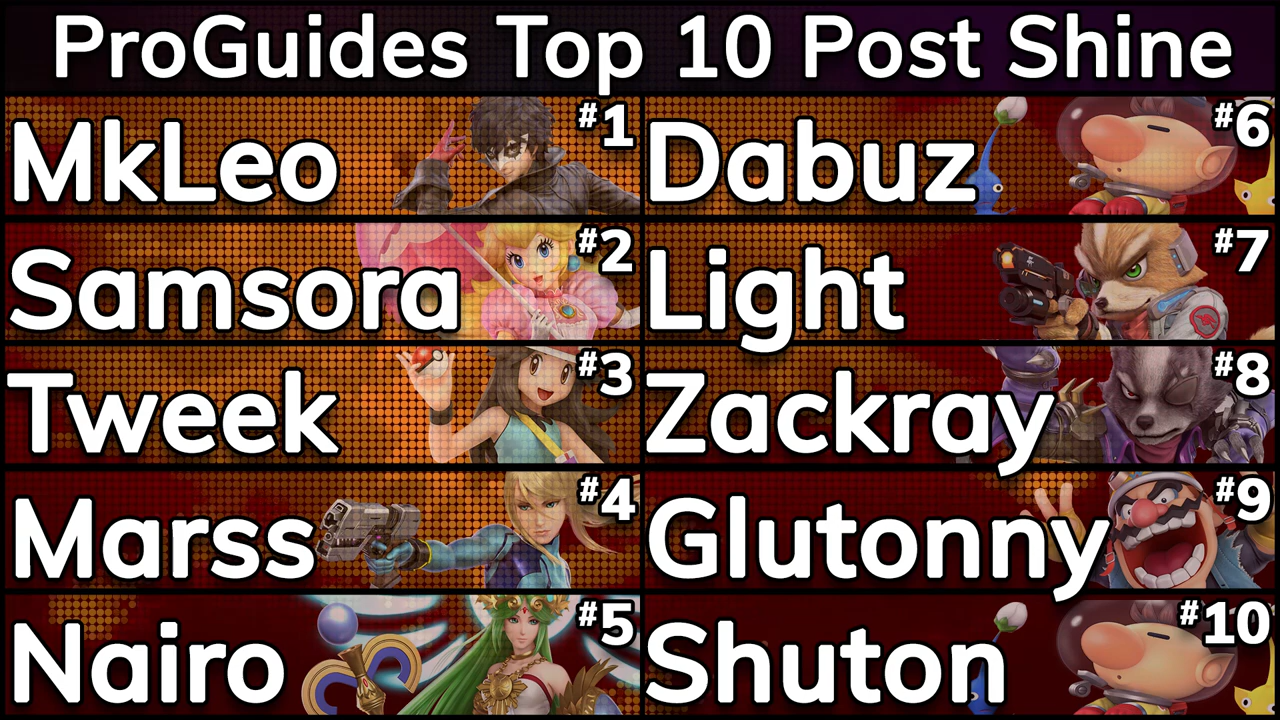 ProGuides Top 10 Post Shine
MkLeo #1
Samsora #2
Tweek #3
Marss #4
Nairo #5
Dabuz #6
Light #7
Zackray #8
Glutonny #9
Shuton #10